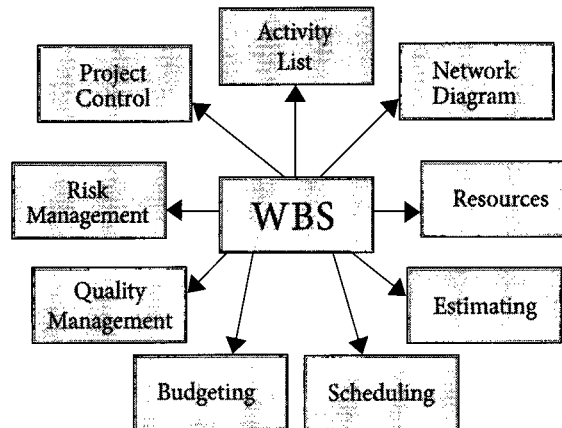 Activity
List
Project
Control
Network
Diagram
Risk
Management
WBS
Resources
Quality
Management
Estimating
Budgeting
Scheduling